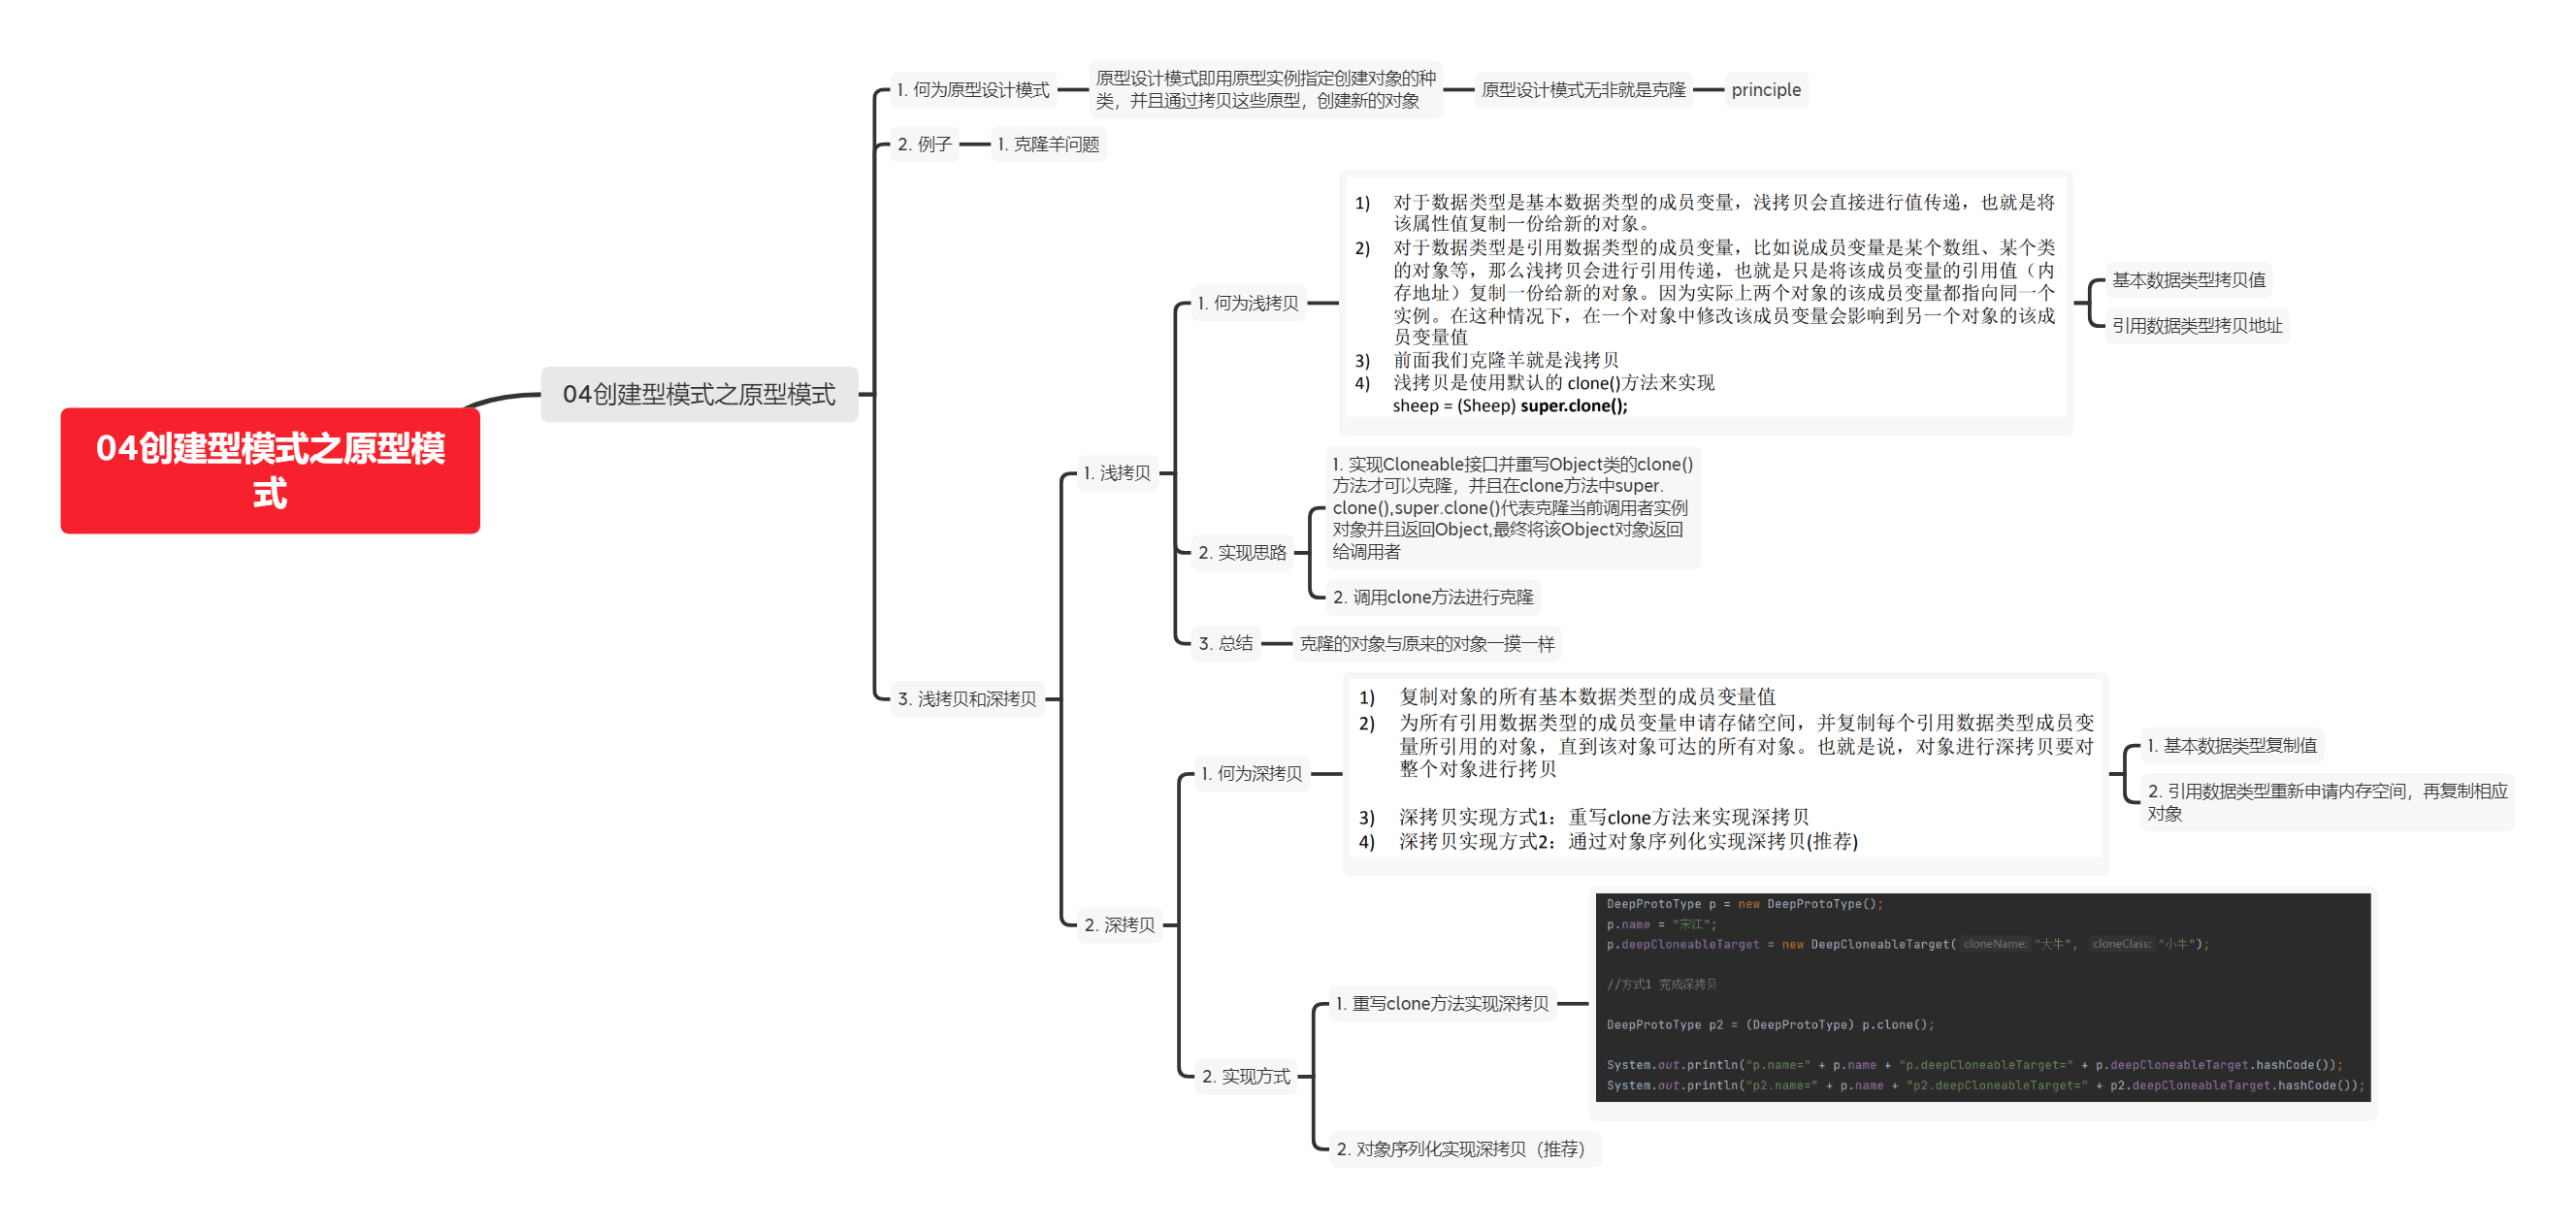 04创建型模式之原型模
式
04创建型模式之原型模式
1. 何为原型设计模式
原型设计模式即用原型实例指定创建对象的种
类，并且通过拷贝这些原型，创建新的对象
原型设计模式无非就是克隆
principle
2. 例子
1. 克隆羊问题
3. 浅拷贝和深拷贝
1. 浅拷贝
1. 何为浅拷贝
1) 对于数据类型是基本数据类型的成员变量，浅拷贝会直接进行值传递，也就是将
该属性值复制一份给新的对象。
2) 对于数据类型是引用数据类型的成员变量，比如说成员变量是某个数组、某个类
的对象等，那么浅拷贝会进行引用传递，也就是只是将该成员变量的引用值（内
存地址）复制一份给新的对象。因为实际上两个对象的该成员变量都指向同一个
实例。在这种情况下，在一个对象中修改该成员变量会影响到另一个对象的该成
员变量值
3) 前面我们克隆羊就是浅拷贝
4) 浅拷贝是使用默认的 clone()方法来实现
sheep = (Sheep) super.clone();
基本数据类型拷贝值
引用数据类型拷贝地址
2. 实现思路
1. 实现Cloneable接口并重写Object类的clone()
方法才可以克隆，并且在clone方法中super.
clone(),super.clone()代表克隆当前调用者实例
对象并且返回Object,最终将该Object对象返回
给调用者
2. 调用clone方法进行克隆
3. 总结
克隆的对象与原来的对象一摸一样
2. 深拷贝
1. 何为深拷贝
1) 复制对象的所有基本数据类型的成员变量值
2) 为所有引用数据类型的成员变量申请存储空间，并复制每个引用数据类型成员变
量所引用的对象，直到该对象可达的所有对象。也就是说，对象进行深拷贝要对
整个对象进行拷贝
3) 深拷贝实现方式1：重写clone方法来实现深拷贝
4) 深拷贝实现方式2：通过对象序列化实现深拷贝(推荐)
1. 基本数据类型复制值
2. 引用数据类型重新申请内存空间，再复制相应
对象
2. 实现方式
1. 重写clone方法实现深拷贝
DeepProtoType p = new DeepProtoType();
p.name = "宋江";
p.deepCloneableTarget = new DeepCloneableTarget( cloneName: "大牛", cloneClass: "小牛");
//方式1 完成深拷贝
DeepProtoType p2 = (DeepProtoType) p.clone();
System.out.println("p.name=" + p.name + "p.deepCloneableTarget=" + p.deepCloneableTarget.hashCode());
System.out.println("p2.name=" + p.name + "p2.deepCloneableTarget=" + p2.deepCloneableTarget.hashCode());
2. 对象序列化实现深拷贝（推荐）